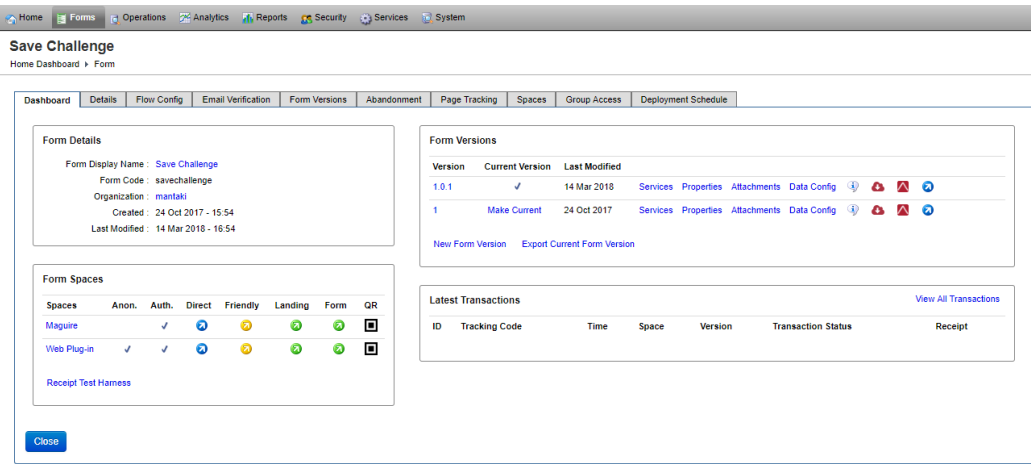 Home Forms Operations Analytics Reports Security Services System
Save Challenge
Home Dashboard Form
Dashboard Details Flow Config Email Verification Form Versions Abandonment Page Tracking Spaces Group Access Deployment Schedule
Form Details
Form Display Name : Save Challenge
Form Code : savechallenge
Organization : mantaki
Created : 24 Oct 2017 - 15:54
Last Modified : 14 Mar 2018 - 16:54
Form Spaces
Spaces Anon. Auth. Direct Friendly Landing Form QR
Maguire
Web Plug-in
Receipt Test Harness
Form Versions
Version Current Version Last Modified
1.0.1 14 Mar 2018 Services Properties Attachments Data Config
1 Make Current 24 Oct 2017 Services Properties Attachments Data Config
New Form Version Export Current Form Version
Latest Transactions View All Transactions
ID Tracking Code Time Space Version Transaction Status Receipt
Close